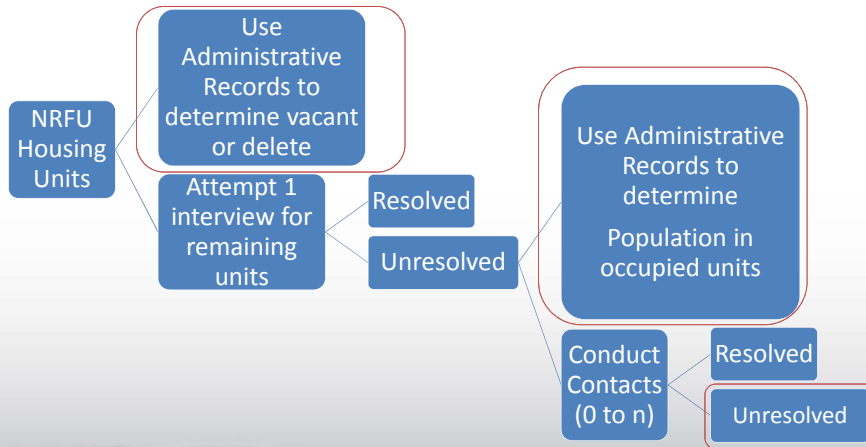 NRFU
Housing
Units
Use
Administrative
Records to
determine vacant
or delete
Attempt 1
interview for
remaining
units
Resolved
Unresolved
Use Administrative
Records to
determine
Population in
occupied units
Conduct
Contacts
(0 to n)
Resolved
Unresolved